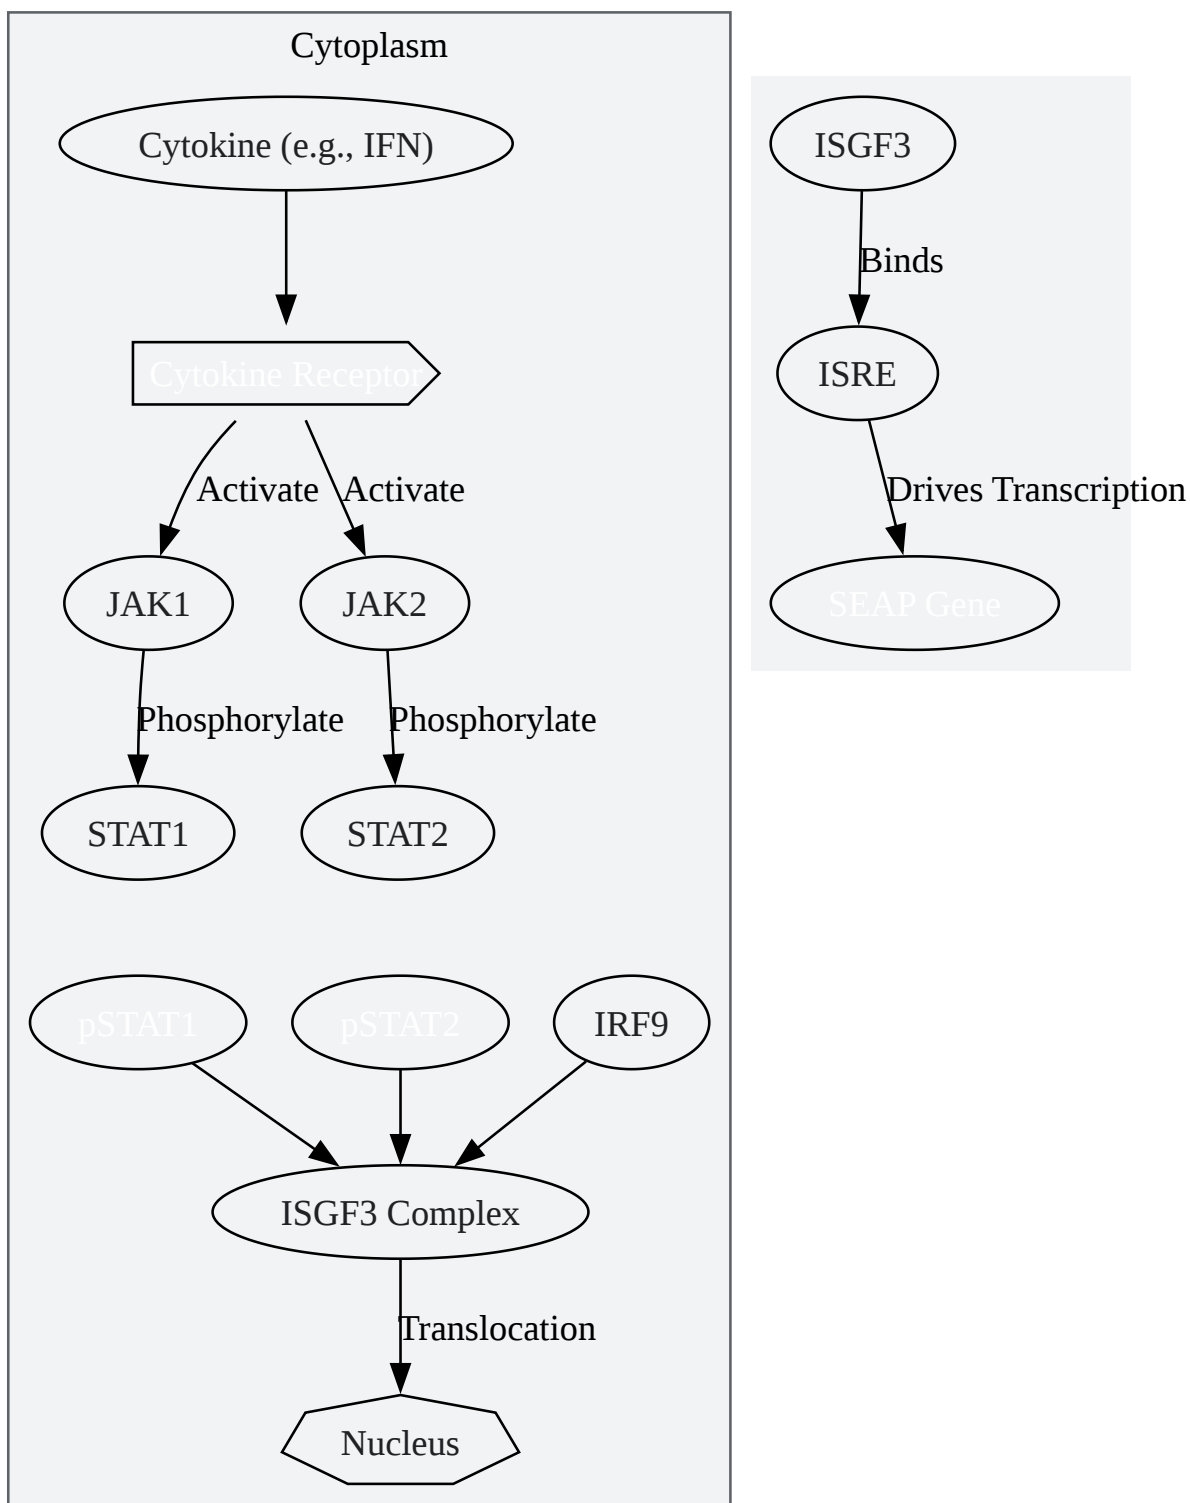 Cytoplasm
Cytokine (e.g., IFN)
Cytokine Receptor
Activate
Activate
JAK1
JAK2
Phosphorylate
Phosphorylate
STAT1
STAT2
pSTAT1
pSTAT2
IRF9
ISGF3 Complex
Translocation
Nucleus
ISGF3
Binds
ISRE
Drives Transcription
SEAP Gene